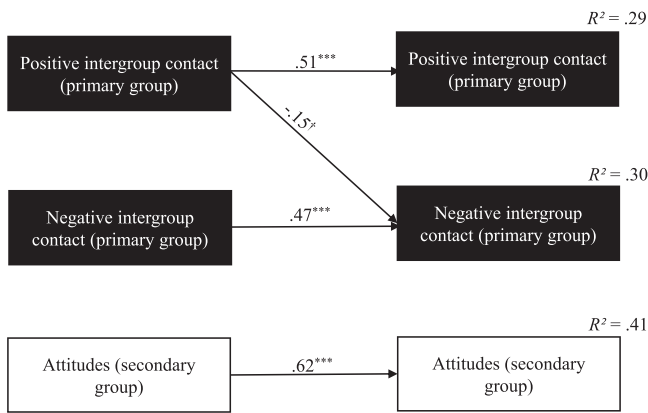 R² = .29
Positive intergroup contact
(primary group)
.51***
Positive intergroup contact
(primary group)
-.15†
R² = .30
Negative intergroup
contact (primary group)
.47***
Negative intergroup
contact (primary group)
R² = .41
Attitudes (secondary
group)
.62***
Attitudes (secondary
group)